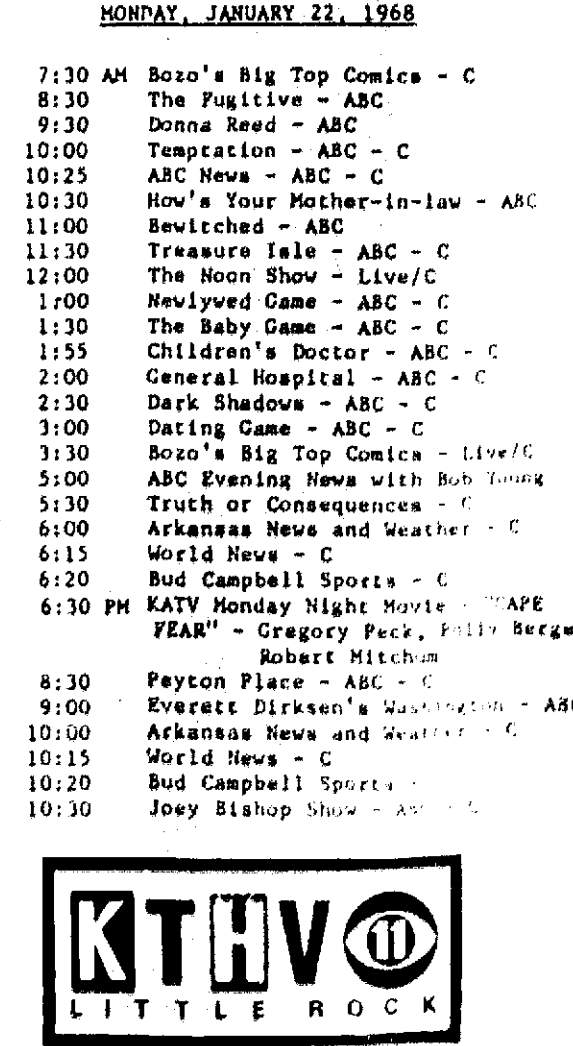 MONDAY, JANUARY 22, 1968
7:30 AM Bozo's Big Top Comics - C
8:30 The Fugitive - ABC
9:30 Donna Reed - ABC
10:00 Temptation - ABC - C
10:25 ABC News - ABC - C
10:30 How's Your Mother-in-law - ABC
11:00 Bewitched - ABC
11:30 Treasure Isle - ABC - C
12:00 The Noon Show - Live/C
1:00 Newlywed Game - ABC - C
1:30 The Baby Game - ABC - C
1:55 Children's Doctor - ABC - C
2:00 General Hospital - ABC - C
2:30 Dark Shadows - ABC - C
3:00 Dating Game - ABC - C
3:30 Bozo's Big Top Comics - Live/C
5:00 ABC Evening News with Bob Young
5:30 Truth or Consequences - C
6:00 Arkansas News and Weather - C
6:15 World News - C
6:20 Bud Campbell Sports - C
6:30 PM KATV Monday Night Movie - "CAPE
FEAR" - Gregory Peck, Polly Berge
Robert Mitchum
8:30 Peyton Place - ABC - C
9:00 Everett Dirksen's Washington - AB
10:00 Arkansas News and Weather - C
10:15 World News - C
10:20 Bud Campbell Sports -
10:30 Joey Bishop Show - ABC - C
KTHV 11
LITTLE ROCK